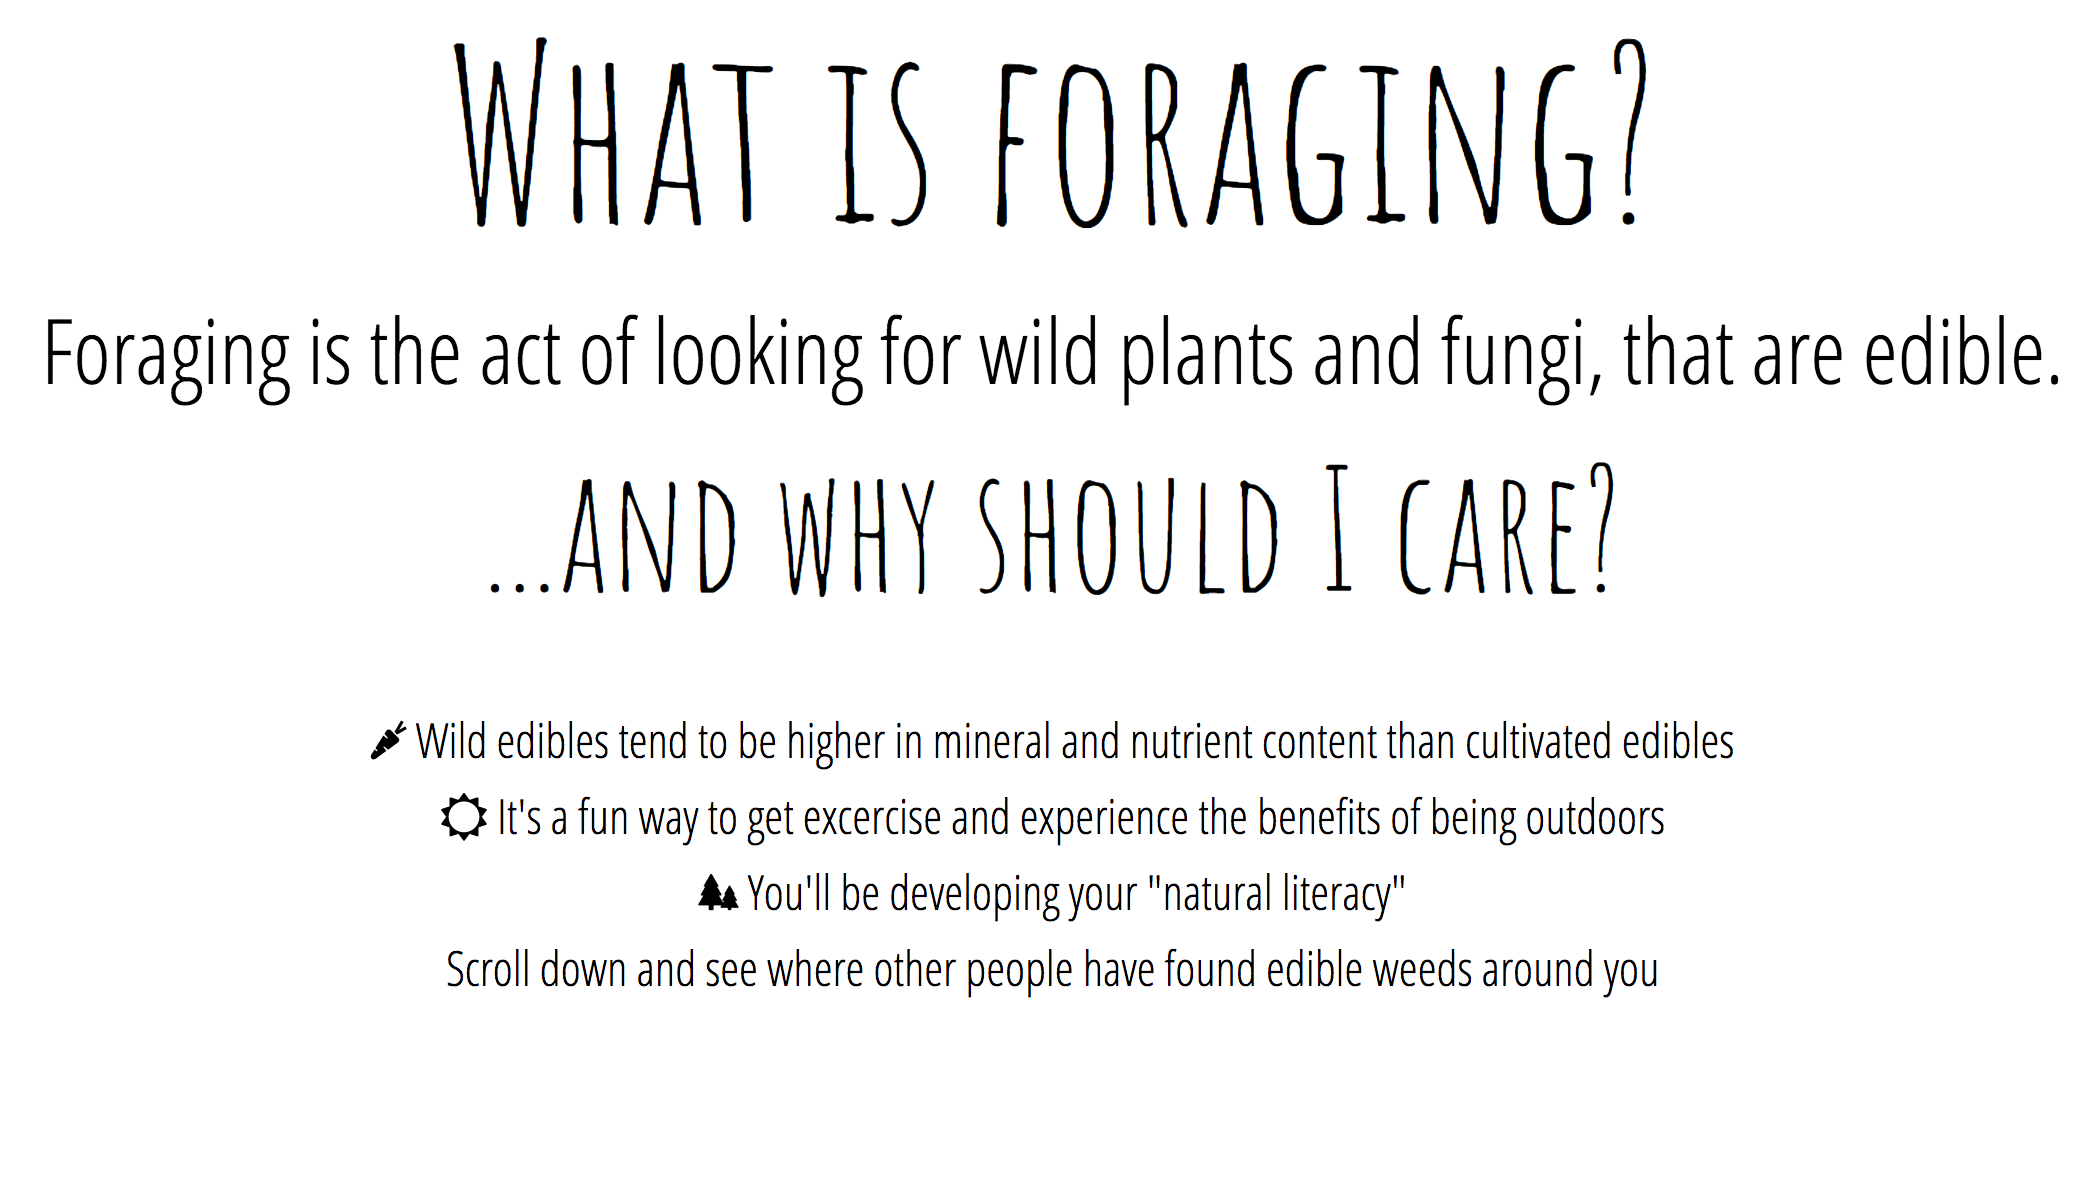 What is foraging?
Foraging is the act of looking for wild plants and fungi, that are edible.
...and why should I care?
Wild edibles tend to be higher in mineral and nutrient content than cultivated edibles
It's a fun way to get excercise and experience the benefits of being outdoors
You'll be developing your "natural literacy"
Scroll down and see where other people have found edible weeds around you